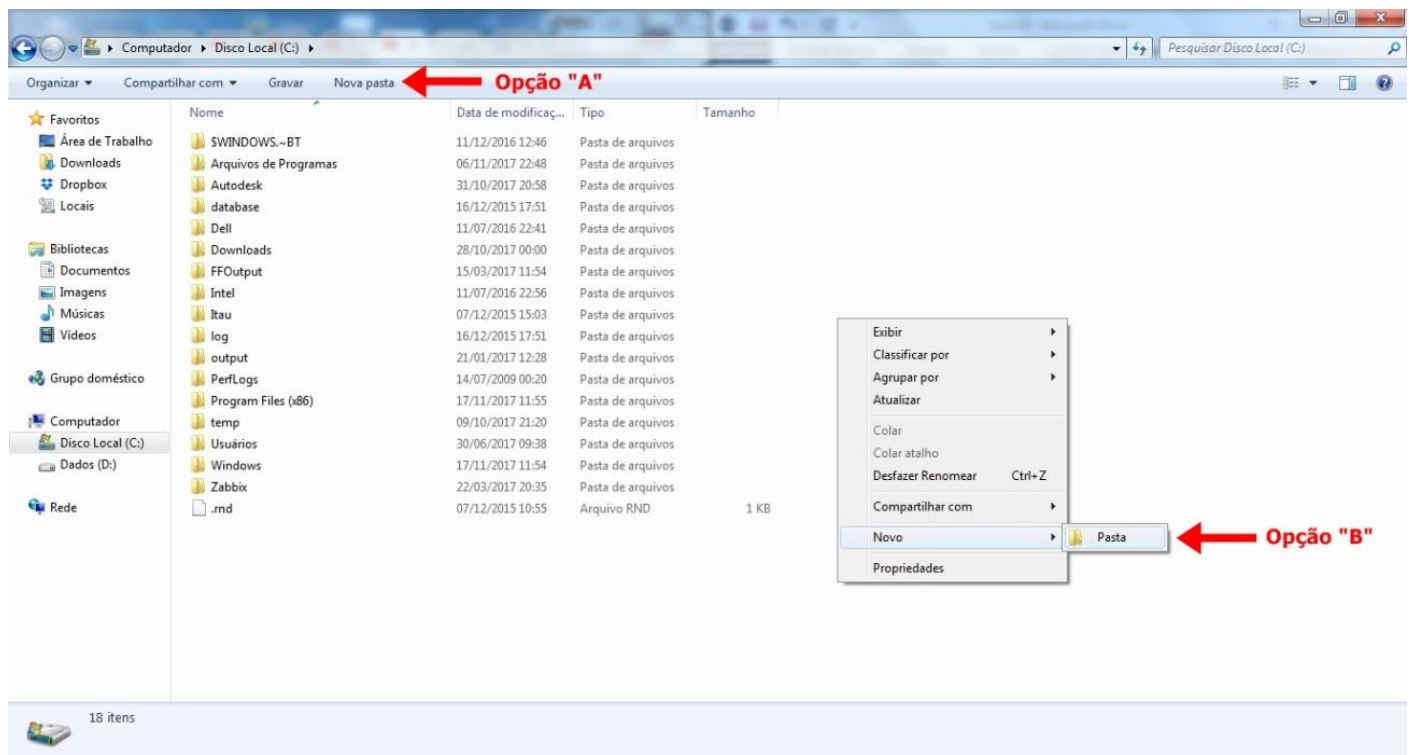 Computador ▸ Disco Local (C:) ▸ Pesquisar Disco Local (C:)
Organizar Compartilhar com Gravar Nova pasta Opção "A"
Favoritos
Área de Trabalho
Downloads
Dropbox
Locais
Bibliotecas
Documentos
Imagens
Músicas
Vídeos
Grupo doméstico
Computador
Disco Local (C:)
Dados (D:)
Rede
Nome Data de modificaç... Tipo Tamanho
$WINDOWS.~BT 11/12/2016 12:46 Pasta de arquivos
Arquivos de Programas 06/11/2017 22:48 Pasta de arquivos
Autodesk 31/10/2017 20:58 Pasta de arquivos
database 16/12/2015 17:51 Pasta de arquivos
Dell 11/07/2016 22:41 Pasta de arquivos
Downloads 28/10/2017 00:00 Pasta de arquivos
FFOutput 15/03/2017 11:54 Pasta de arquivos
Intel 11/07/2016 22:56 Pasta de arquivos
Itau 07/12/2015 15:03 Pasta de arquivos
log 16/12/2015 17:51 Pasta de arquivos
output 21/01/2017 12:28 Pasta de arquivos
PerfLogs 14/07/2009 00:20 Pasta de arquivos
Program Files (x86) 17/11/2017 11:55 Pasta de arquivos
temp 09/10/2017 21:20 Pasta de arquivos
Usuários 30/06/2017 09:38 Pasta de arquivos
Windows 17/11/2017 11:54 Pasta de arquivos
Zabbix 22/03/2017 20:35 Pasta de arquivos
.rnd 07/12/2015 10:55 Arquivo RND 1 KB
Exibir
Classificar por
Agrupar por
Atualizar
Colar
Colar atalho
Desfazer Renomear Ctrl+Z
Compartilhar com
Novo Pasta Opção "B"
Propriedades
18 itens